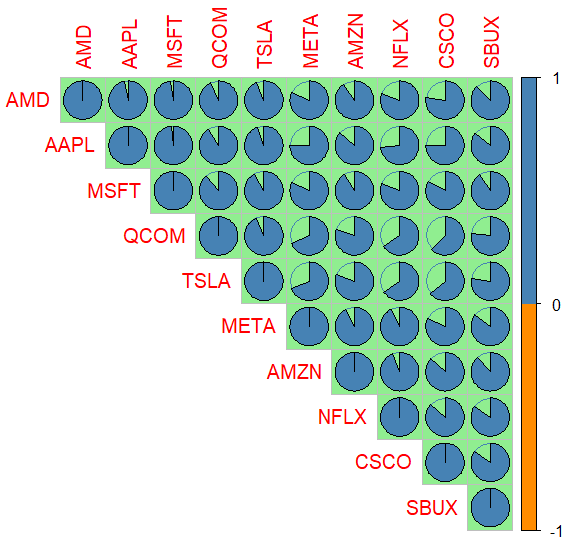 AMD AAPL MSFT QCOM TSLA META AMZN NFLX CSCO SBUX
AMD
AAPL
MSFT
QCOM
TSLA
META
AMZN
NFLX
CSCO
SBUX
1
0
-1